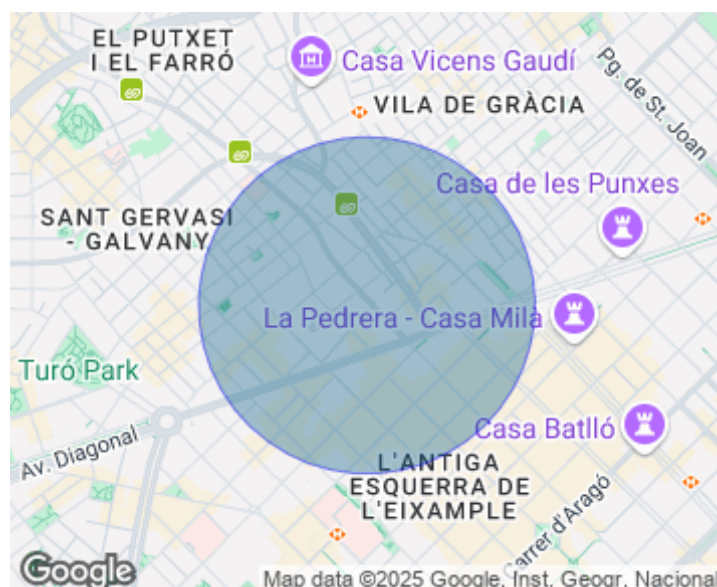 EL PUTXET
I EL FARRÓ
Casa Vicens Gaudí
Pg. de St. Joan
VILA DE GRÀCIA
Casa de les Punxes
SANT GERVASI
- GALVANY
La Pedrera - Casa Milà
Turó Park
Av. Diagonal
Casa Batlló
L'ANTIGA
ESQUERRA DE
L'EIXAMPLE
Carrer d'Aragó
Google
Map data ©2025 Google, Inst. Geogr. Nacional